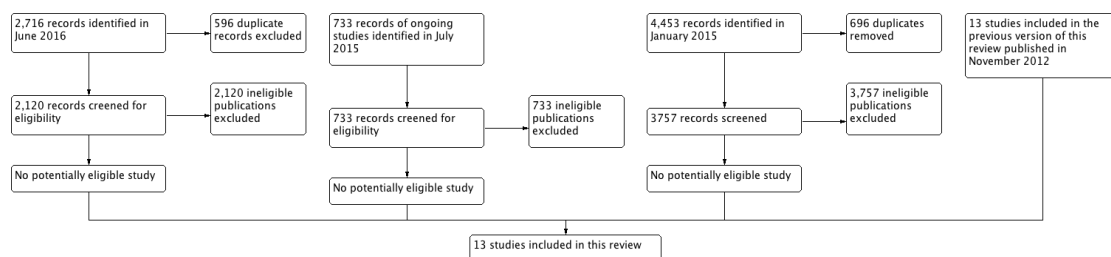 2,716 records identified in
June 2016
596 duplicate
records excluded
2,120 records creened for
eligibility
2,120 ineligible
publications
excluded
No potentially eligible study
733 records of ongoing
studies identified in July
2015
733 records creened for
eligibility
733 ineligible
publications
excluded
No potentially eligible study
4,453 records identified in
January 2015
696 duplicates
removed
3757 records screened
3,757 ineligible
publications
excluded
No potentially eligible study
13 studies included in the
previous version of this
review published in
November 2012
13 studies included in this review